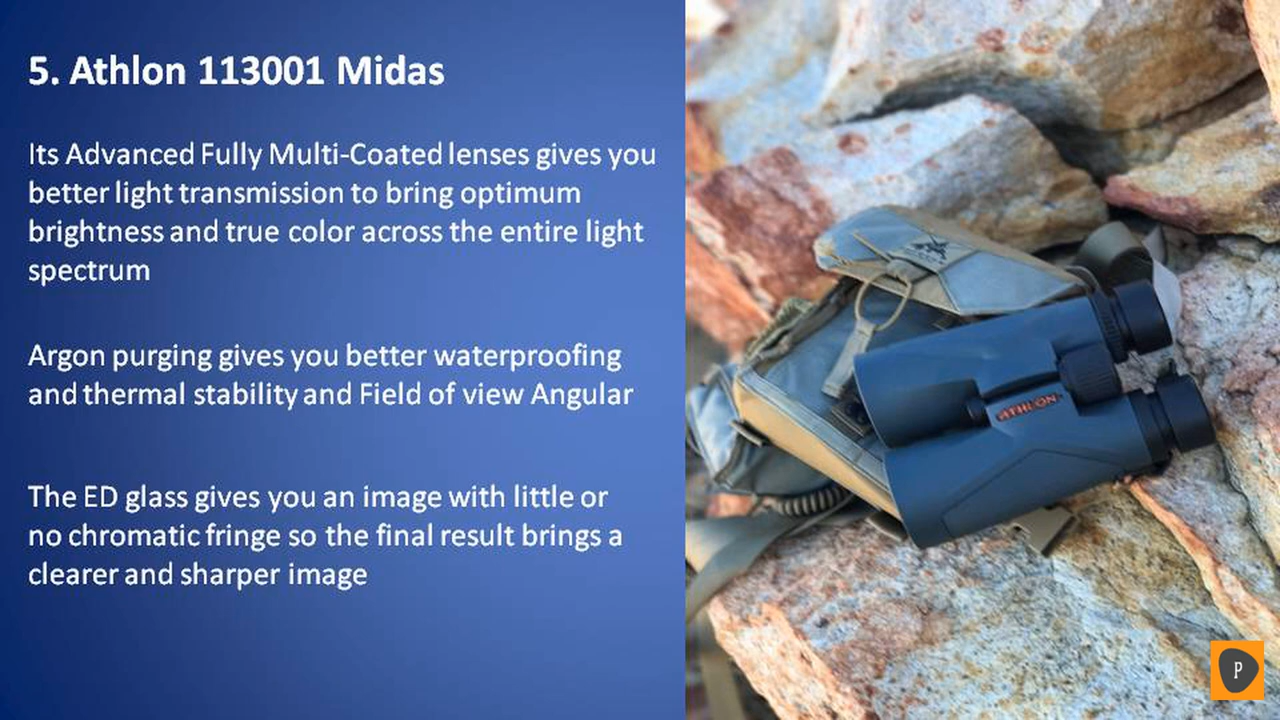 5. Athlon 113001 Midas
Its Advanced Fully Multi-Coated lenses gives you
better light transmission to bring optimum
brightness and true color across the entire light
spectrum
Argon purging gives you better waterproofing
and thermal stability and Field of view Angular
The ED glass gives you an image with little or
no chromatic fringe so the final result brings a
clearer and sharper image
ATHLON
P